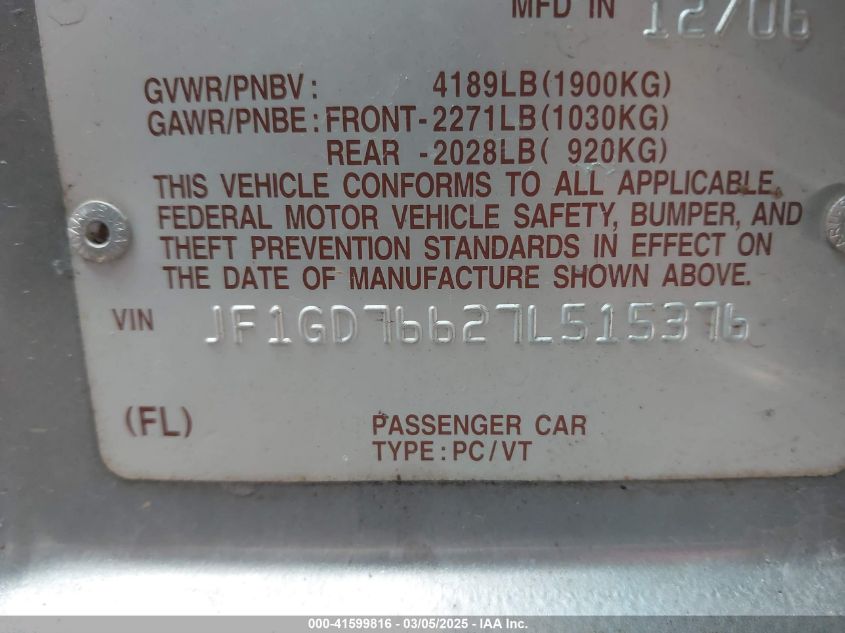 MFD IN 12/06
GVWR/PNBV: 4189LB(1900KG)
GAWR/PNBE: FRONT-2271LB(1030KG)
REAR -2028LB( 920KG)
THIS VEHICLE CONFORMS TO ALL APPLICABLE
FEDERAL MOTOR VEHICLE SAFETY, BUMPER, AND
THEFT PREVENTION STANDARDS IN EFFECT ON
THE DATE OF MANUFACTURE SHOWN ABOVE.
VIN JF1GD76627L515376
(FL) PASSENGER CAR
TYPE: PC/VT
000-41599816 - 03/05/2025 - IAA Inc.